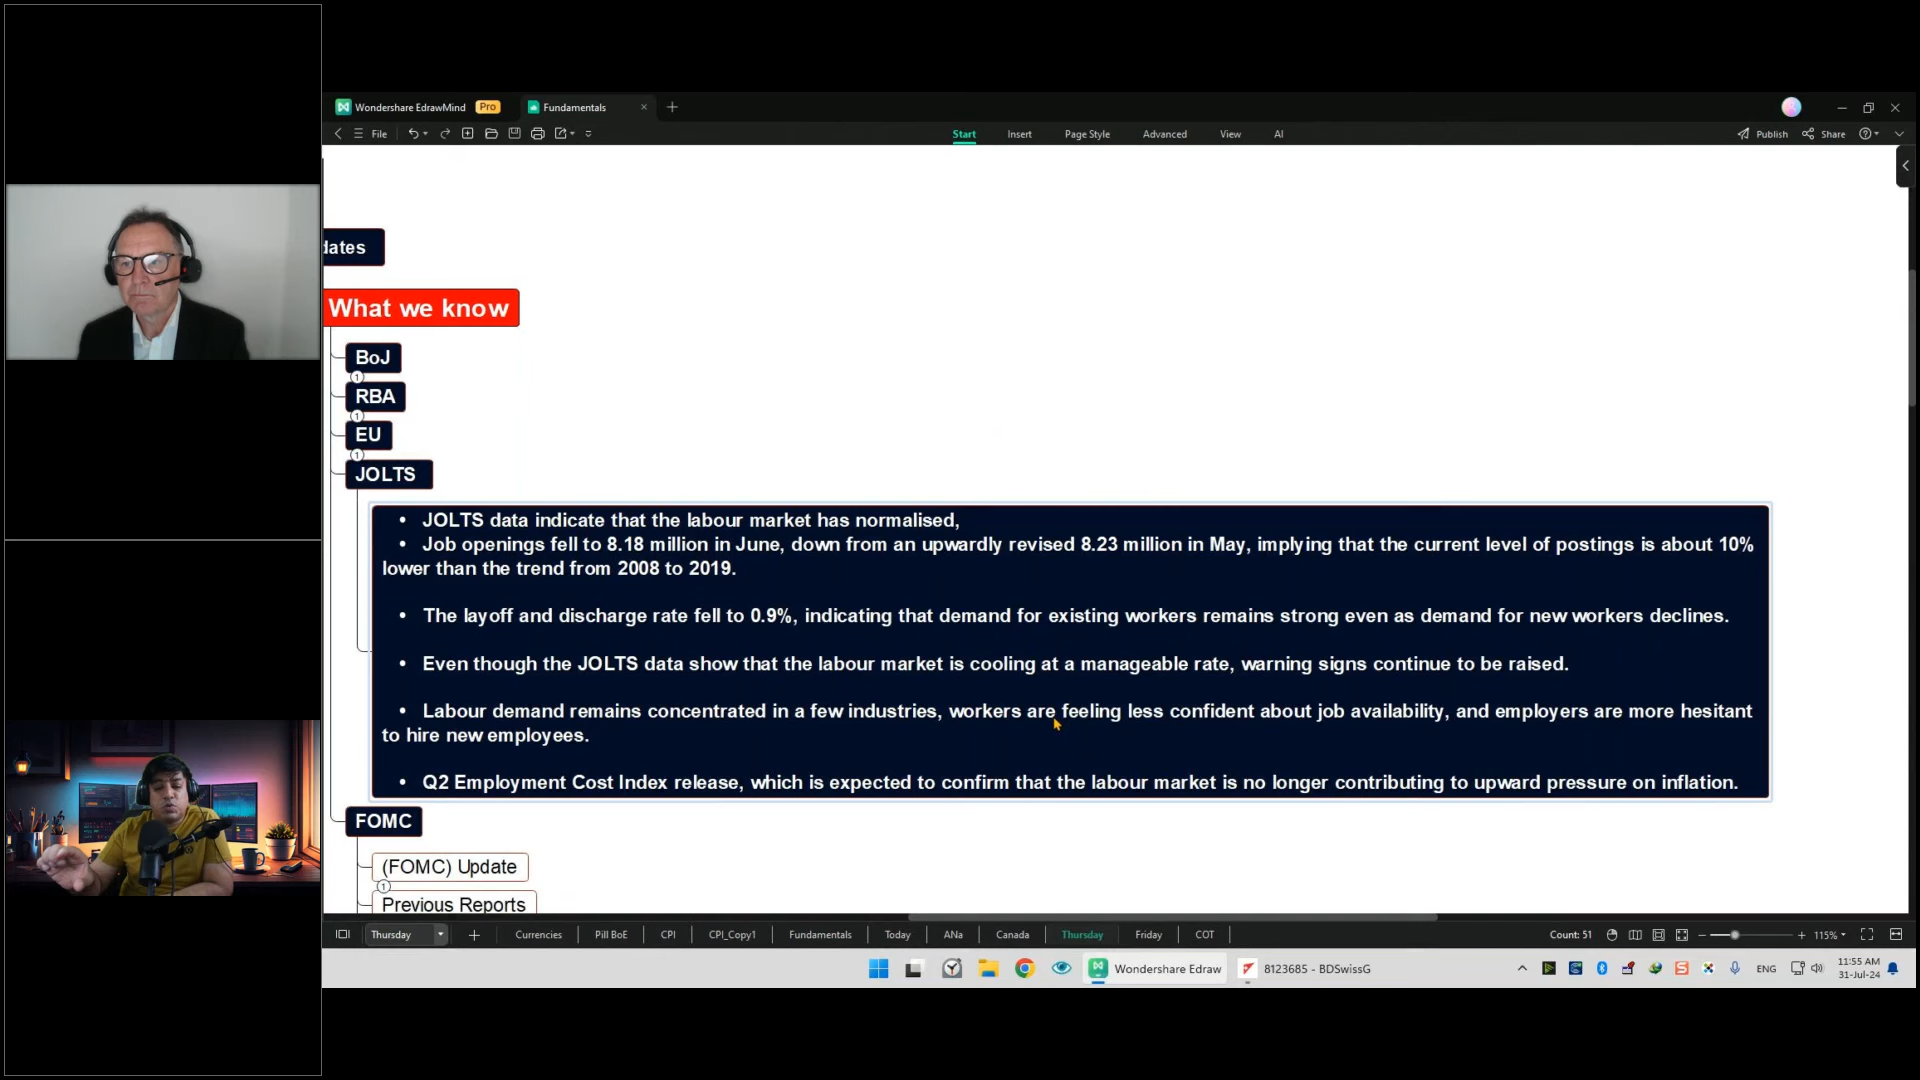 Wondershare EdrawMind Pro Fundamentals
File Start Insert Page Style Advanced View AI Publish Share
dates
What we know
BoJ
1
RBA
1
EU
1
JOLTS
• JOLTS data indicate that the labour market has normalised,
• Job openings fell to 8.18 million in June, down from an upwardly revised 8.23 million in May, implying that the current level of postings is about 10%
lower than the trend from 2008 to 2019.
• The layoff and discharge rate fell to 0.9%, indicating that demand for existing workers remains strong even as demand for new workers declines.
• Even though the JOLTS data show that the labour market is cooling at a manageable rate, warning signs continue to be raised.
• Labour demand remains concentrated in a few industries, workers are feeling less confident about job availability, and employers are more hesitant
to hire new employees.
• Q2 Employment Cost Index release, which is expected to confirm that the labour market is no longer contributing to upward pressure on inflation.
FOMC
(FOMC) Update
1
Previous Reports
Thursday Currencies Pill BoE CPI CPI_Copy1 Fundamentals Today ANa Canada Thursday Friday COT Count: 51 115%
Wondershare Edraw 8123685 - BDSwissG ENG 11:55 AM
31-Jul-24